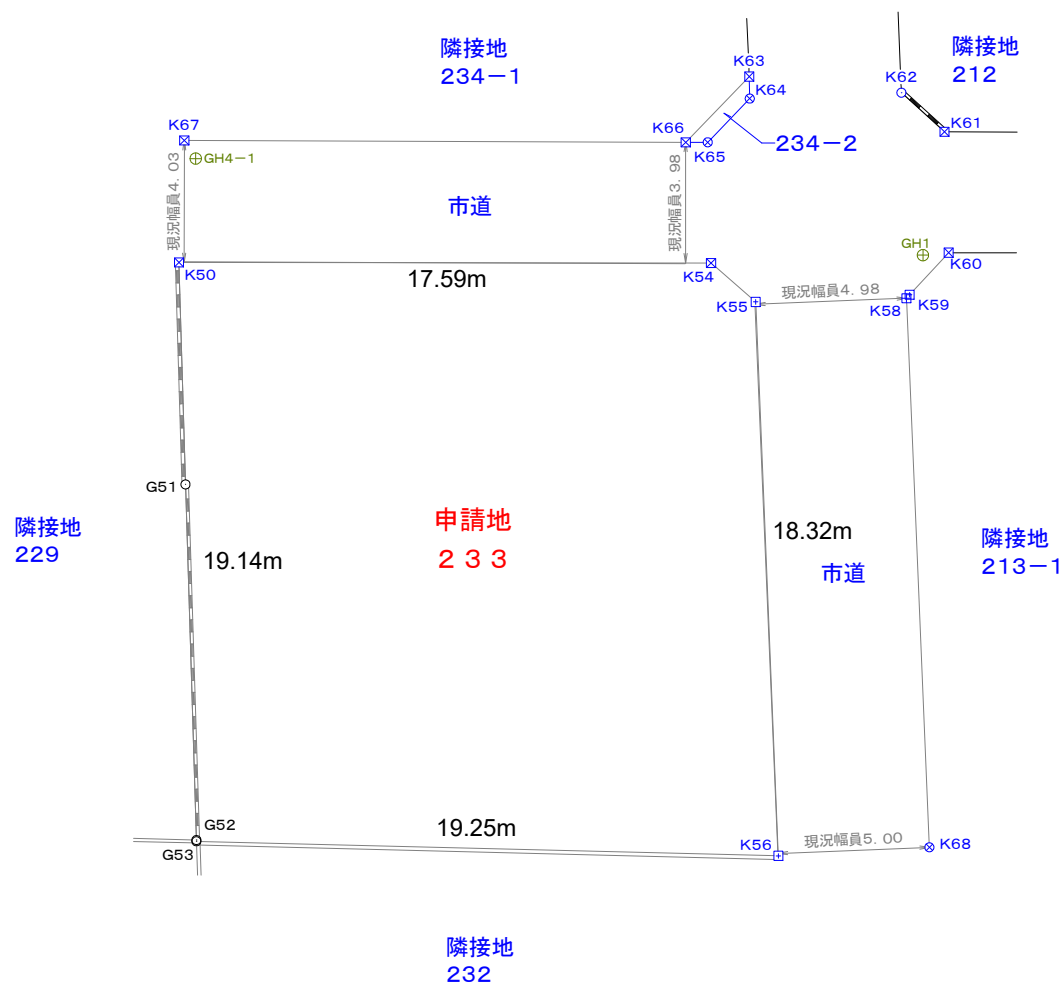 隣接地
234－1
隣接地
212
K63
K62
K64
K61
K67
K66
K65
234－2
GH4－1
現況幅員4．03
現況幅員3．98
市道
GH1
K60
K50
17.59m
K54
現況幅員4．98
K59
K58
K55
G51
隣接地
229
申請地
２３３
19.14m
18.32m
市道
隣接地
213－1
G52
G53
19.25m
K56
現況幅員5．00
K68
隣接地
232